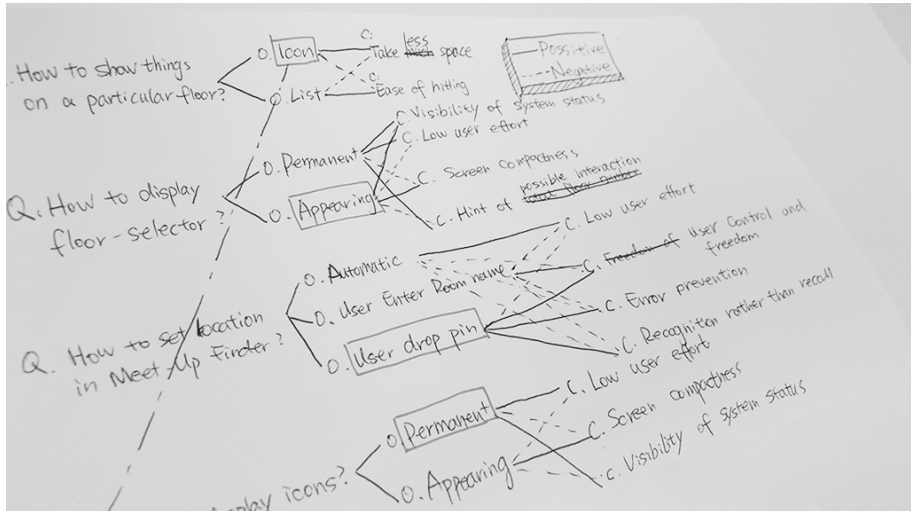 . How to show things
on a particular floor?
O. Icon
O. List
C.
Take less much space
C.
Ease of hitting
Possitive
Negative
Q. How to display
floor-selector?
O. Permanent
O. Appearing
C. Visibility of system status
C. Low user effort
C. Screen compactness
C. Hint of possible interaction
Q. How to set location
in Meet-Up Finder?
O. Automatic
O. User Enter Room name
O. User drop pin
C. Low user effort
C. Freedom of user control and
freedom
C. Error prevention
C. Recognition rather than recall
play icons?
O. Permanent
O. Appearing
C. Low user effort
C. Screen compactness
C. Visibility of system status